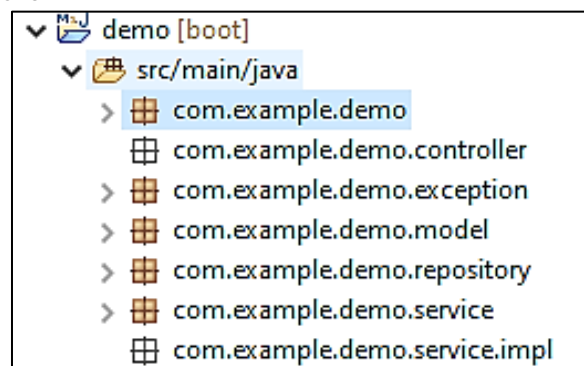 demo [boot]
src/main/java
com.example.demo
com.example.demo.controller
com.example.demo.exception
com.example.demo.model
com.example.demo.repository
com.example.demo.service
com.example.demo.service.impl